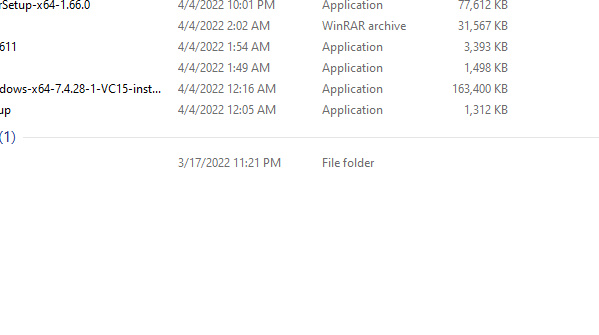 rSetup-x64-1.66.0 4/4/2022 10:01 PM Application 77,612 KB
4/4/2022 2:02 AM WinRAR archive 31,567 KB
611 4/4/2022 1:54 AM Application 3,393 KB
4/4/2022 1:49 AM Application 1,498 KB
dows-x64-7.4.28-1-VC15-inst... 4/4/2022 12:16 AM Application 163,400 KB
up 4/4/2022 12:05 AM Application 1,312 KB
(1)
3/17/2022 11:21 PM File folder